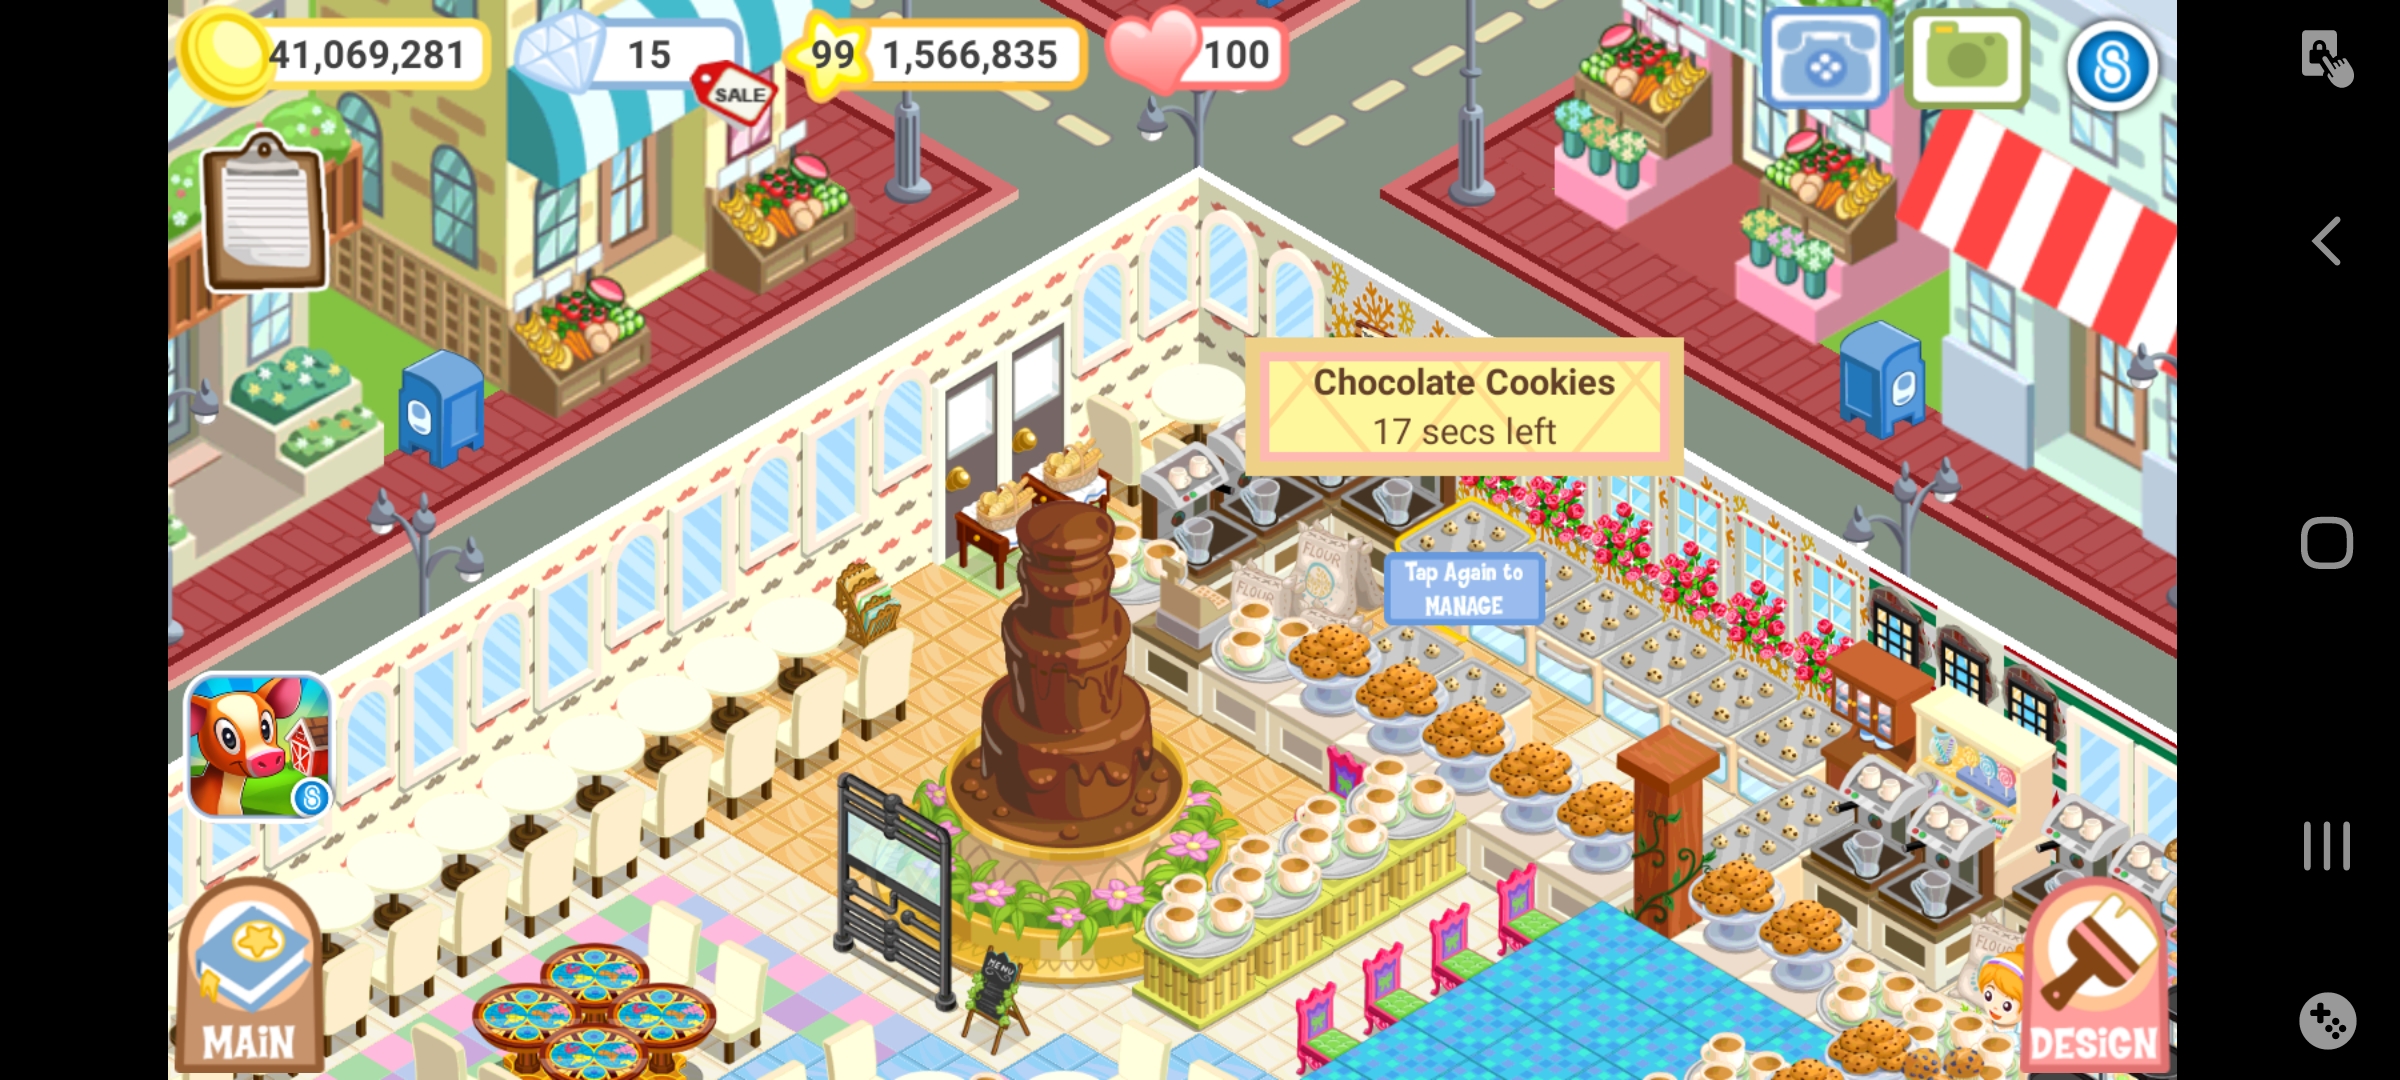 41,069,281
15
SALE
99
1,566,835
100
Chocolate Cookies
17 secs left
FLOUR
FLOUR
Tap Again to
MANAGE
MENU
FLOUR
MAiN
DESiGN